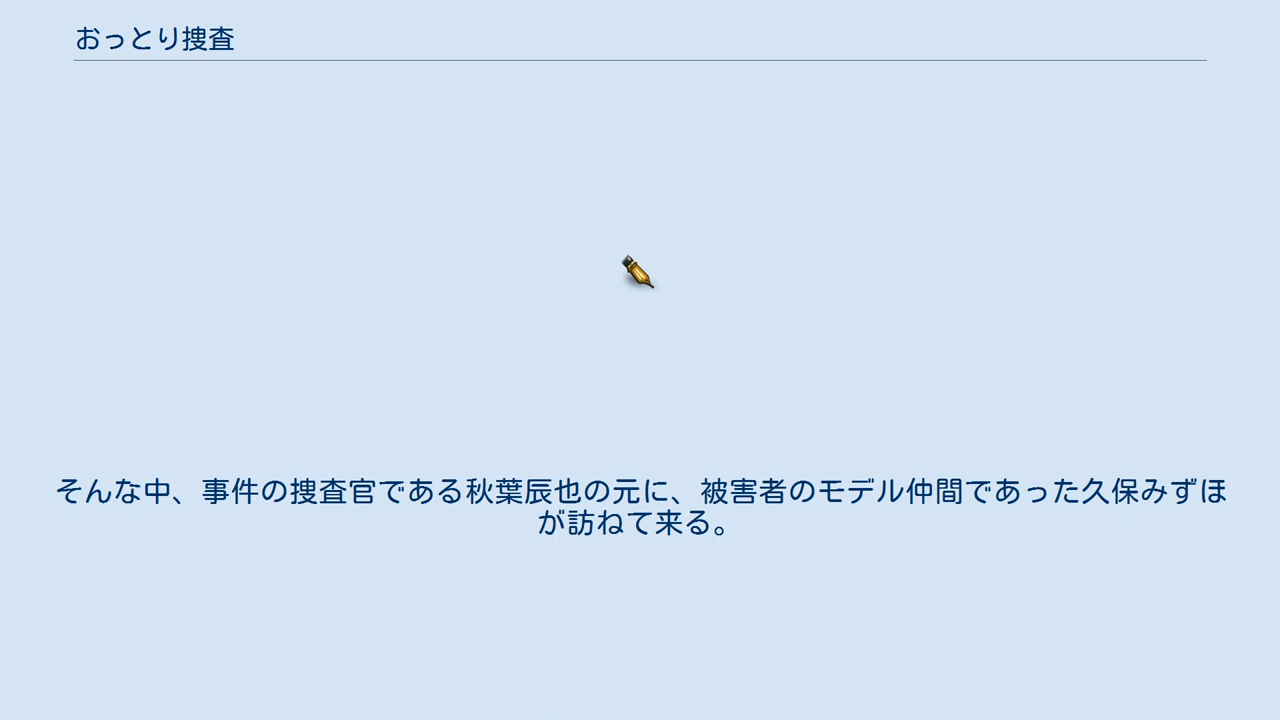 おっとり捜査
そんな中、事件の捜査官である秋葉辰也の元に、被害者のモデル仲間であった久保みずほ
が訪ねて来る。